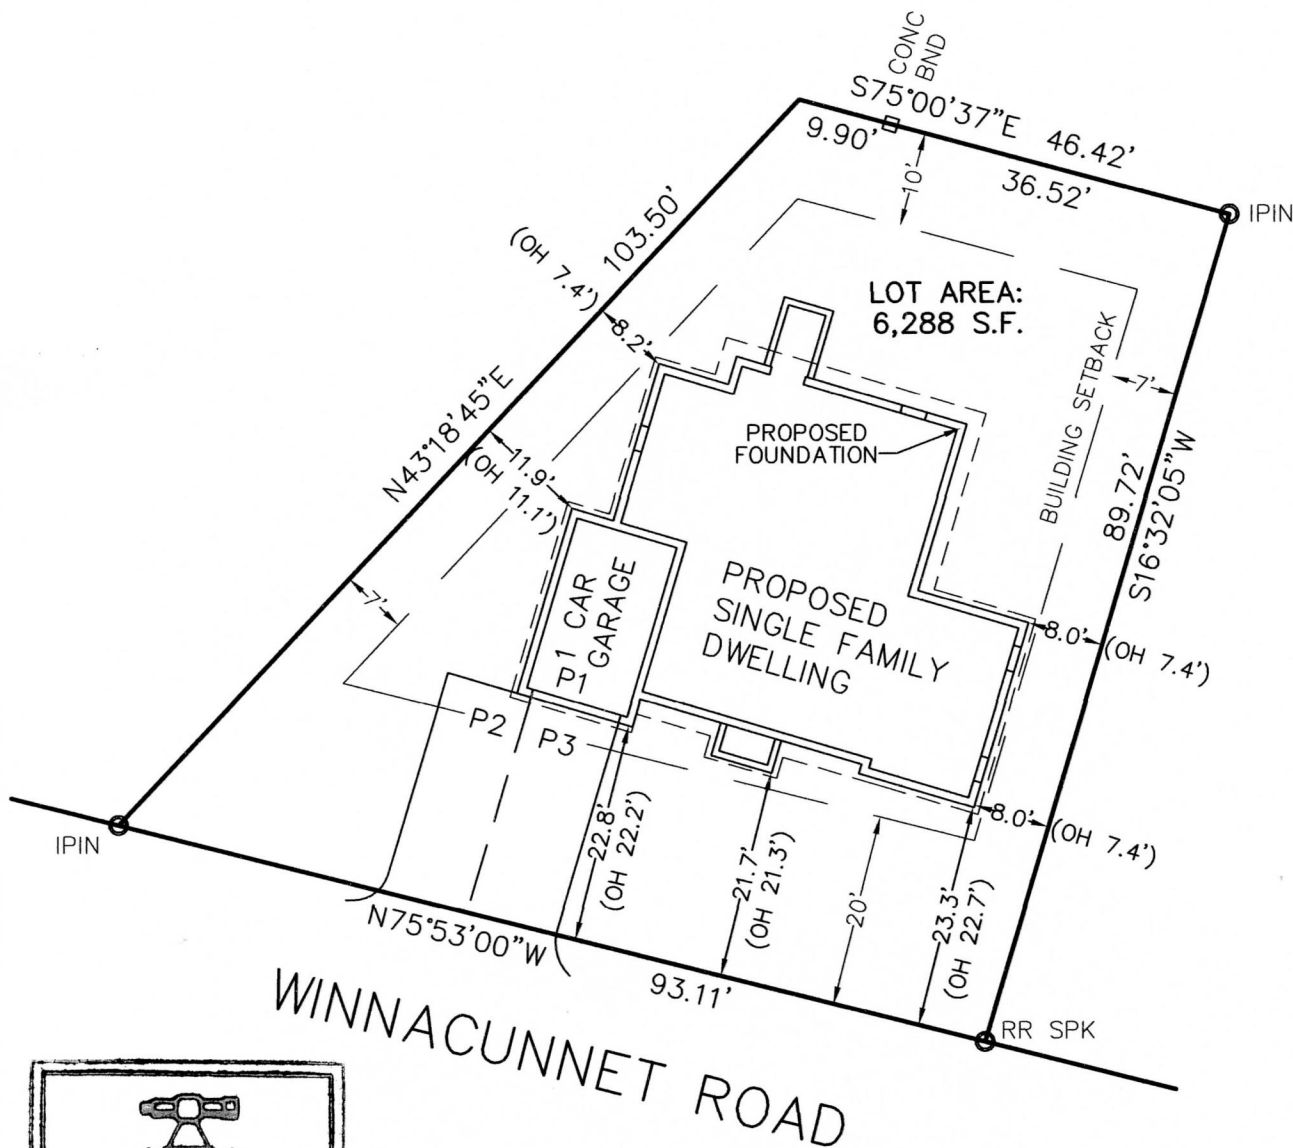 CONC
BND
S75°00'37"E 46.42'
9.90'
36.52'
10'
IPIN
103.50'
(OH 7.4')
8.2'
LOT AREA:
6,288 S.F.
BUILDING SETBACK
7'
N43°18'45"E
11.9'
(OH 11.1')
PROPOSED
FOUNDATION
89.72'
S16°32'05"W
7'
1 CAR
GARAGE
P1
PROPOSED
SINGLE FAMILY
DWELLING
8.0' (OH 7.4')
P2
P3
8.0' (OH 7.4')
IPIN
22.8'
(OH 22.2')
21.7'
(OH 21.3')
20'
23.3'
(OH 22.7')
N75°53'00"W
93.11'
RR SPK
WINNACUNNET ROAD